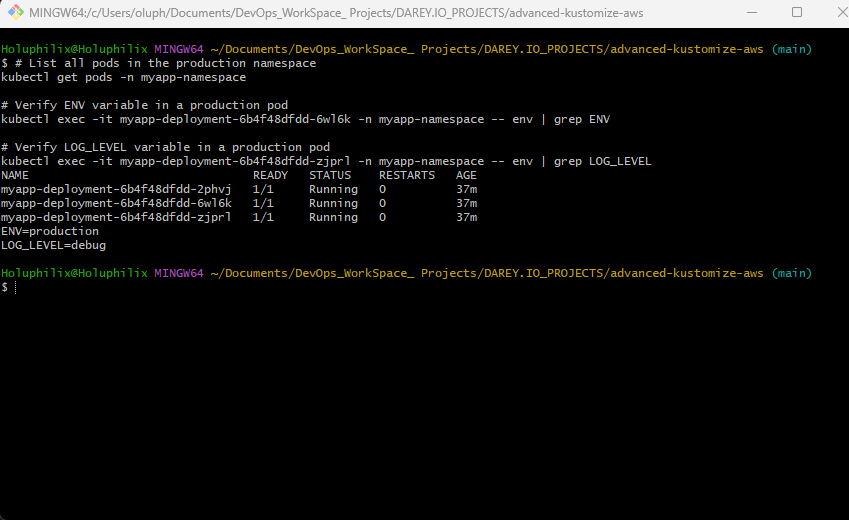 MINGW64:/c/Users/oluph/Documents/DevOps_WorkSpace_ Projects/DAREY.IO_PROJECTS/advanced-kustomize-aws
Holuphilix@Holuphilix MINGW64 ~/Documents/DevOps_WorkSpace_ Projects/DAREY.IO_PROJECTS/advanced-kustomize-aws (main)
$ # List all pods in the production namespace
kubectl get pods -n myapp-namespace
# Verify ENV variable in a production pod
kubectl exec -it myapp-deployment-6b4f48dfdd-6wl6k -n myapp-namespace -- env | grep ENV
# Verify LOG_LEVEL variable in a production pod
kubectl exec -it myapp-deployment-6b4f48dfdd-zjprl -n myapp-namespace -- env | grep LOG_LEVEL
NAME READY STATUS RESTARTS AGE
myapp-deployment-6b4f48dfdd-2phvj 1/1 Running 0 37m
myapp-deployment-6b4f48dfdd-6wl6k 1/1 Running 0 37m
myapp-deployment-6b4f48dfdd-zjprl 1/1 Running 0 37m
ENV=production
LOG_LEVEL=debug
Holuphilix@Holuphilix MINGW64 ~/Documents/DevOps_WorkSpace_ Projects/DAREY.IO_PROJECTS/advanced-kustomize-aws (main)
$